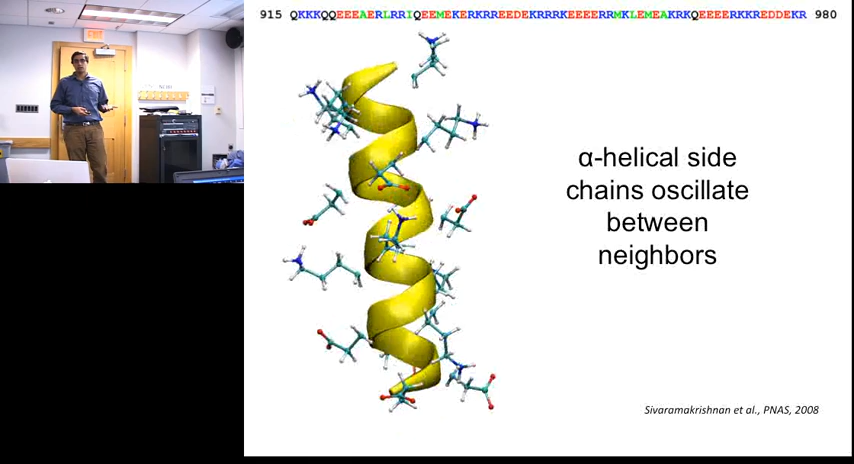 915 QKKKQQEEEAERLRRIQEEMEKERKRREEDEKRRRKEEEERRMKLEMEAKRKQEEEERKKREDDEKR 980
α-helical side
chains oscillate
between
neighbors
Sivaramakrishnan et al., PNAS, 2008